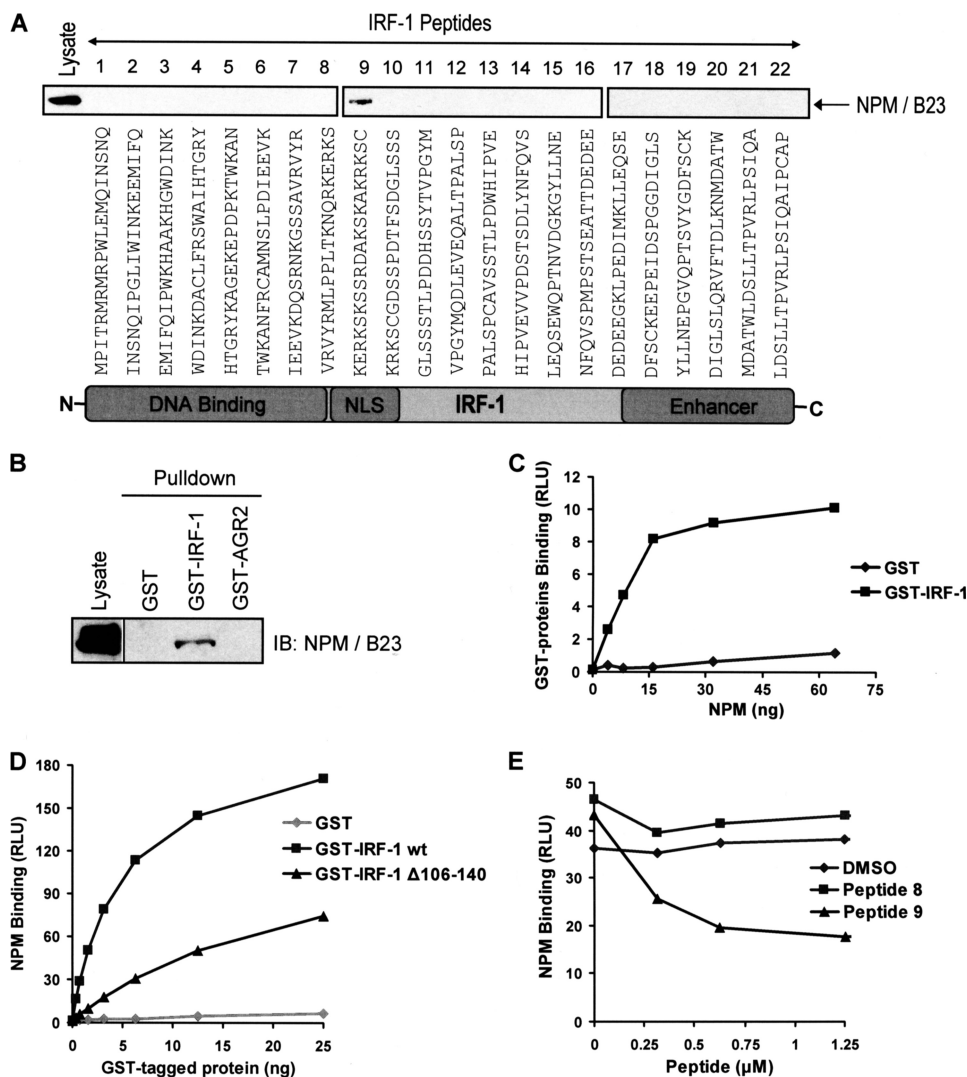 A
IRF-1 Peptides
Lysate 1 2 3 4 5 6 7 8 9 10 11 12 13 14 15 16 17 18 19 20 21 22
NPM / B23
MPITRMRMRPWLEMQINSNQ
INSNQIPGLIWINKEEMIFQ
EMIFQIPWKHAAKHGWDINK
WDINKDACLFRSWAIHTGRY
HTGRYKAGEKEPDPKTWKAN
TWKANFRCAMNSLPDIEEVK
IEEVKDQSRNKGSSAVRVYR
VRVYRMLPPLTKNQRKERKS
KERKSKSSRDAKSKAKRKSC
KRKSCGDSSPDTFSDGLSSS
GLSSSTLPDDHSSYTVPGYM
VPGYMQDLEVEQALTPALSP
PALSPCAVSSTLPDWHIPVE
HIPVEVVPDSTSDLYNFQVS
LEQSEWQPTNVDGKGYLLNE
NFQVSPMPSTSEATTDEDEE
DEDEEGKLPEDIMKLLEQSE
DFSCKEEPEIDSPGGDIGLS
YLLNEPGVQPTSVYGDFSCK
DIGLSLQRVFTDLKNMDATW
MDATWLDSLLTPVRLPSIQA
LDSLLTPVRLPSIQAIPCAP
N DNA Binding NLS IRF-1 Enhancer C
B
Pulldown
Lysate GST GST-IRF-1 GST-AGR2
IB: NPM / B23
C
GST-proteins Binding (RLU)
12
10
8
6
4
2
0
0 15 30 45 60 75
NPM (ng)
GST
GST-IRF-1
D
NPM Binding (RLU)
180
150
120
90
60
30
0
0 5 10 15 20 25
GST-tagged protein (ng)
GST
GST-IRF-1 wt
GST-IRF-1 Δ106-140
E
NPM Binding (RLU)
50
40
30
20
10
0
0 0.25 0.5 0.75 1 1.25
Peptide (µM)
DMSO
Peptide 8
Peptide 9